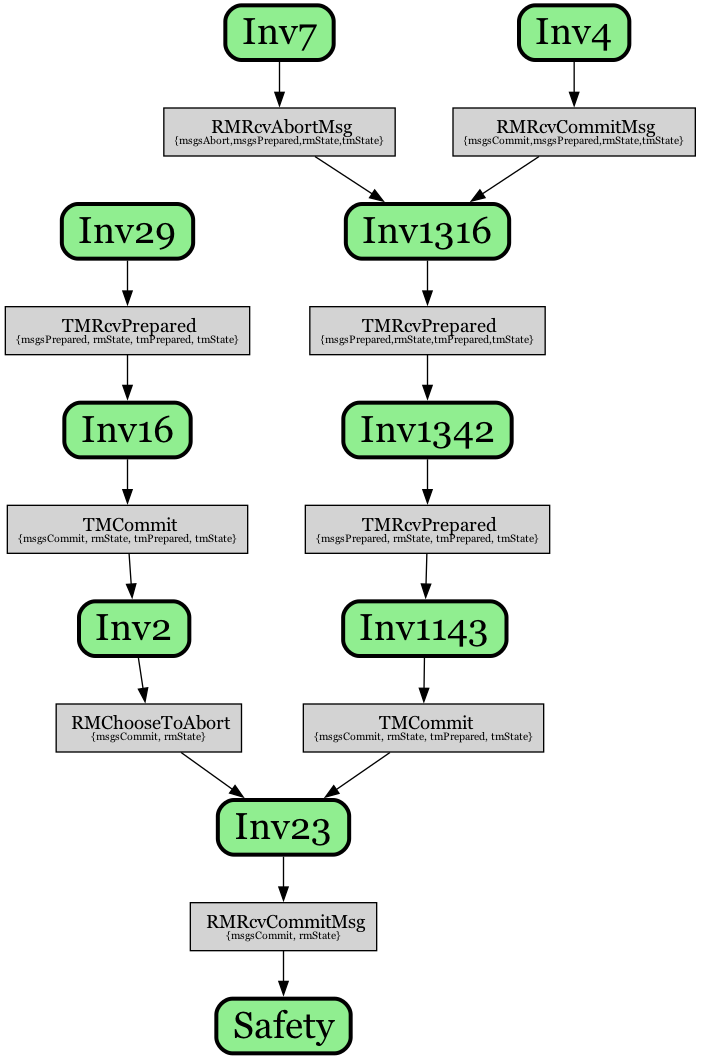 Inv7
Inv4
RMRcvAbortMsg
{msgsAbort,msgsPrepared,rmState,tmState}
RMRcvCommitMsg
{msgsCommit,msgsPrepared,rmState,tmState}
Inv29
Inv1316
TMRcvPrepared
{msgsPrepared, rmState, tmPrepared, tmState}
TMRcvPrepared
{msgsPrepared,rmState,tmPrepared,tmState}
Inv16
Inv1342
TMCommit
{msgsCommit, rmState, tmPrepared, tmState}
TMRcvPrepared
{msgsPrepared, rmState, tmPrepared, tmState}
Inv2
Inv1143
RMChooseToAbort
{msgsCommit, rmState}
TMCommit
{msgsCommit, rmState, tmPrepared, tmState}
Inv23
RMRcvCommitMsg
{msgsCommit, rmState}
Safety